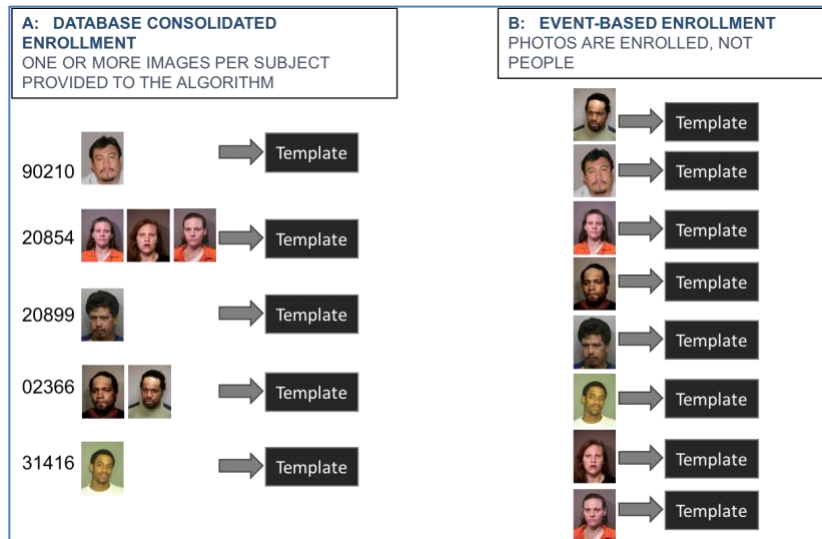 A: DATABASE CONSOLIDATED
ENROLLMENT
ONE OR MORE IMAGES PER SUBJECT
PROVIDED TO THE ALGORITHM
90210
Template
20854
Template
20899
Template
02366
Template
31416
Template
B: EVENT-BASED ENROLLMENT
PHOTOS ARE ENROLLED, NOT
PEOPLE
Template
Template
Template
Template
Template
Template
Template
Template